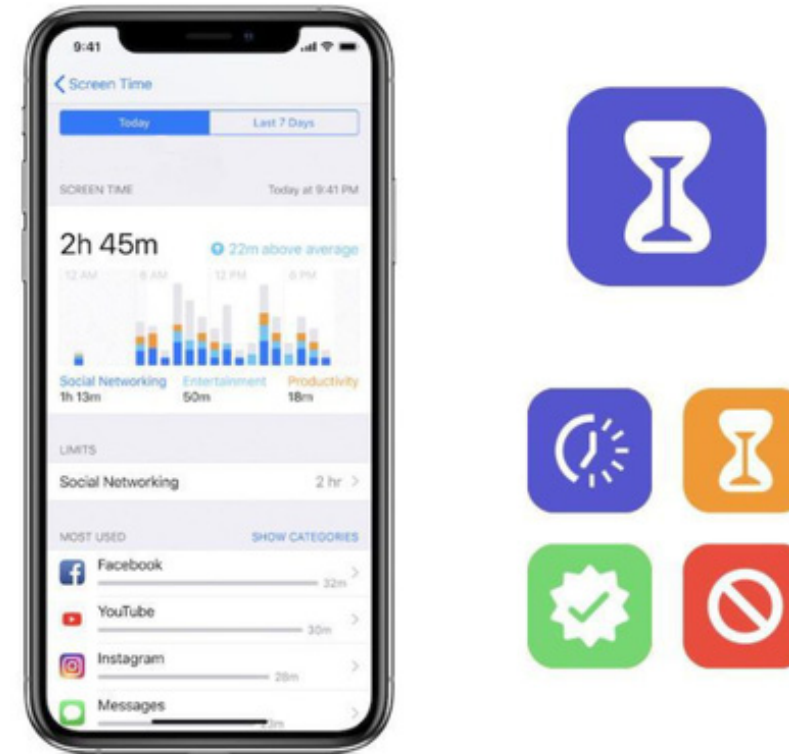 9:41
Screen Time
Today Last 7 Days
SCREEN TIME Today at 9:41 PM
2h 45m 22m above average
12 AM 6 AM 12 PM 6 PM
Social Networking Entertainment Productivity
1h 13m 50m 18m
LIMITS
Social Networking 2 hr
MOST USED SHOW CATEGORIES
Facebook
32m
YouTube
30m
Instagram
28m
Messages